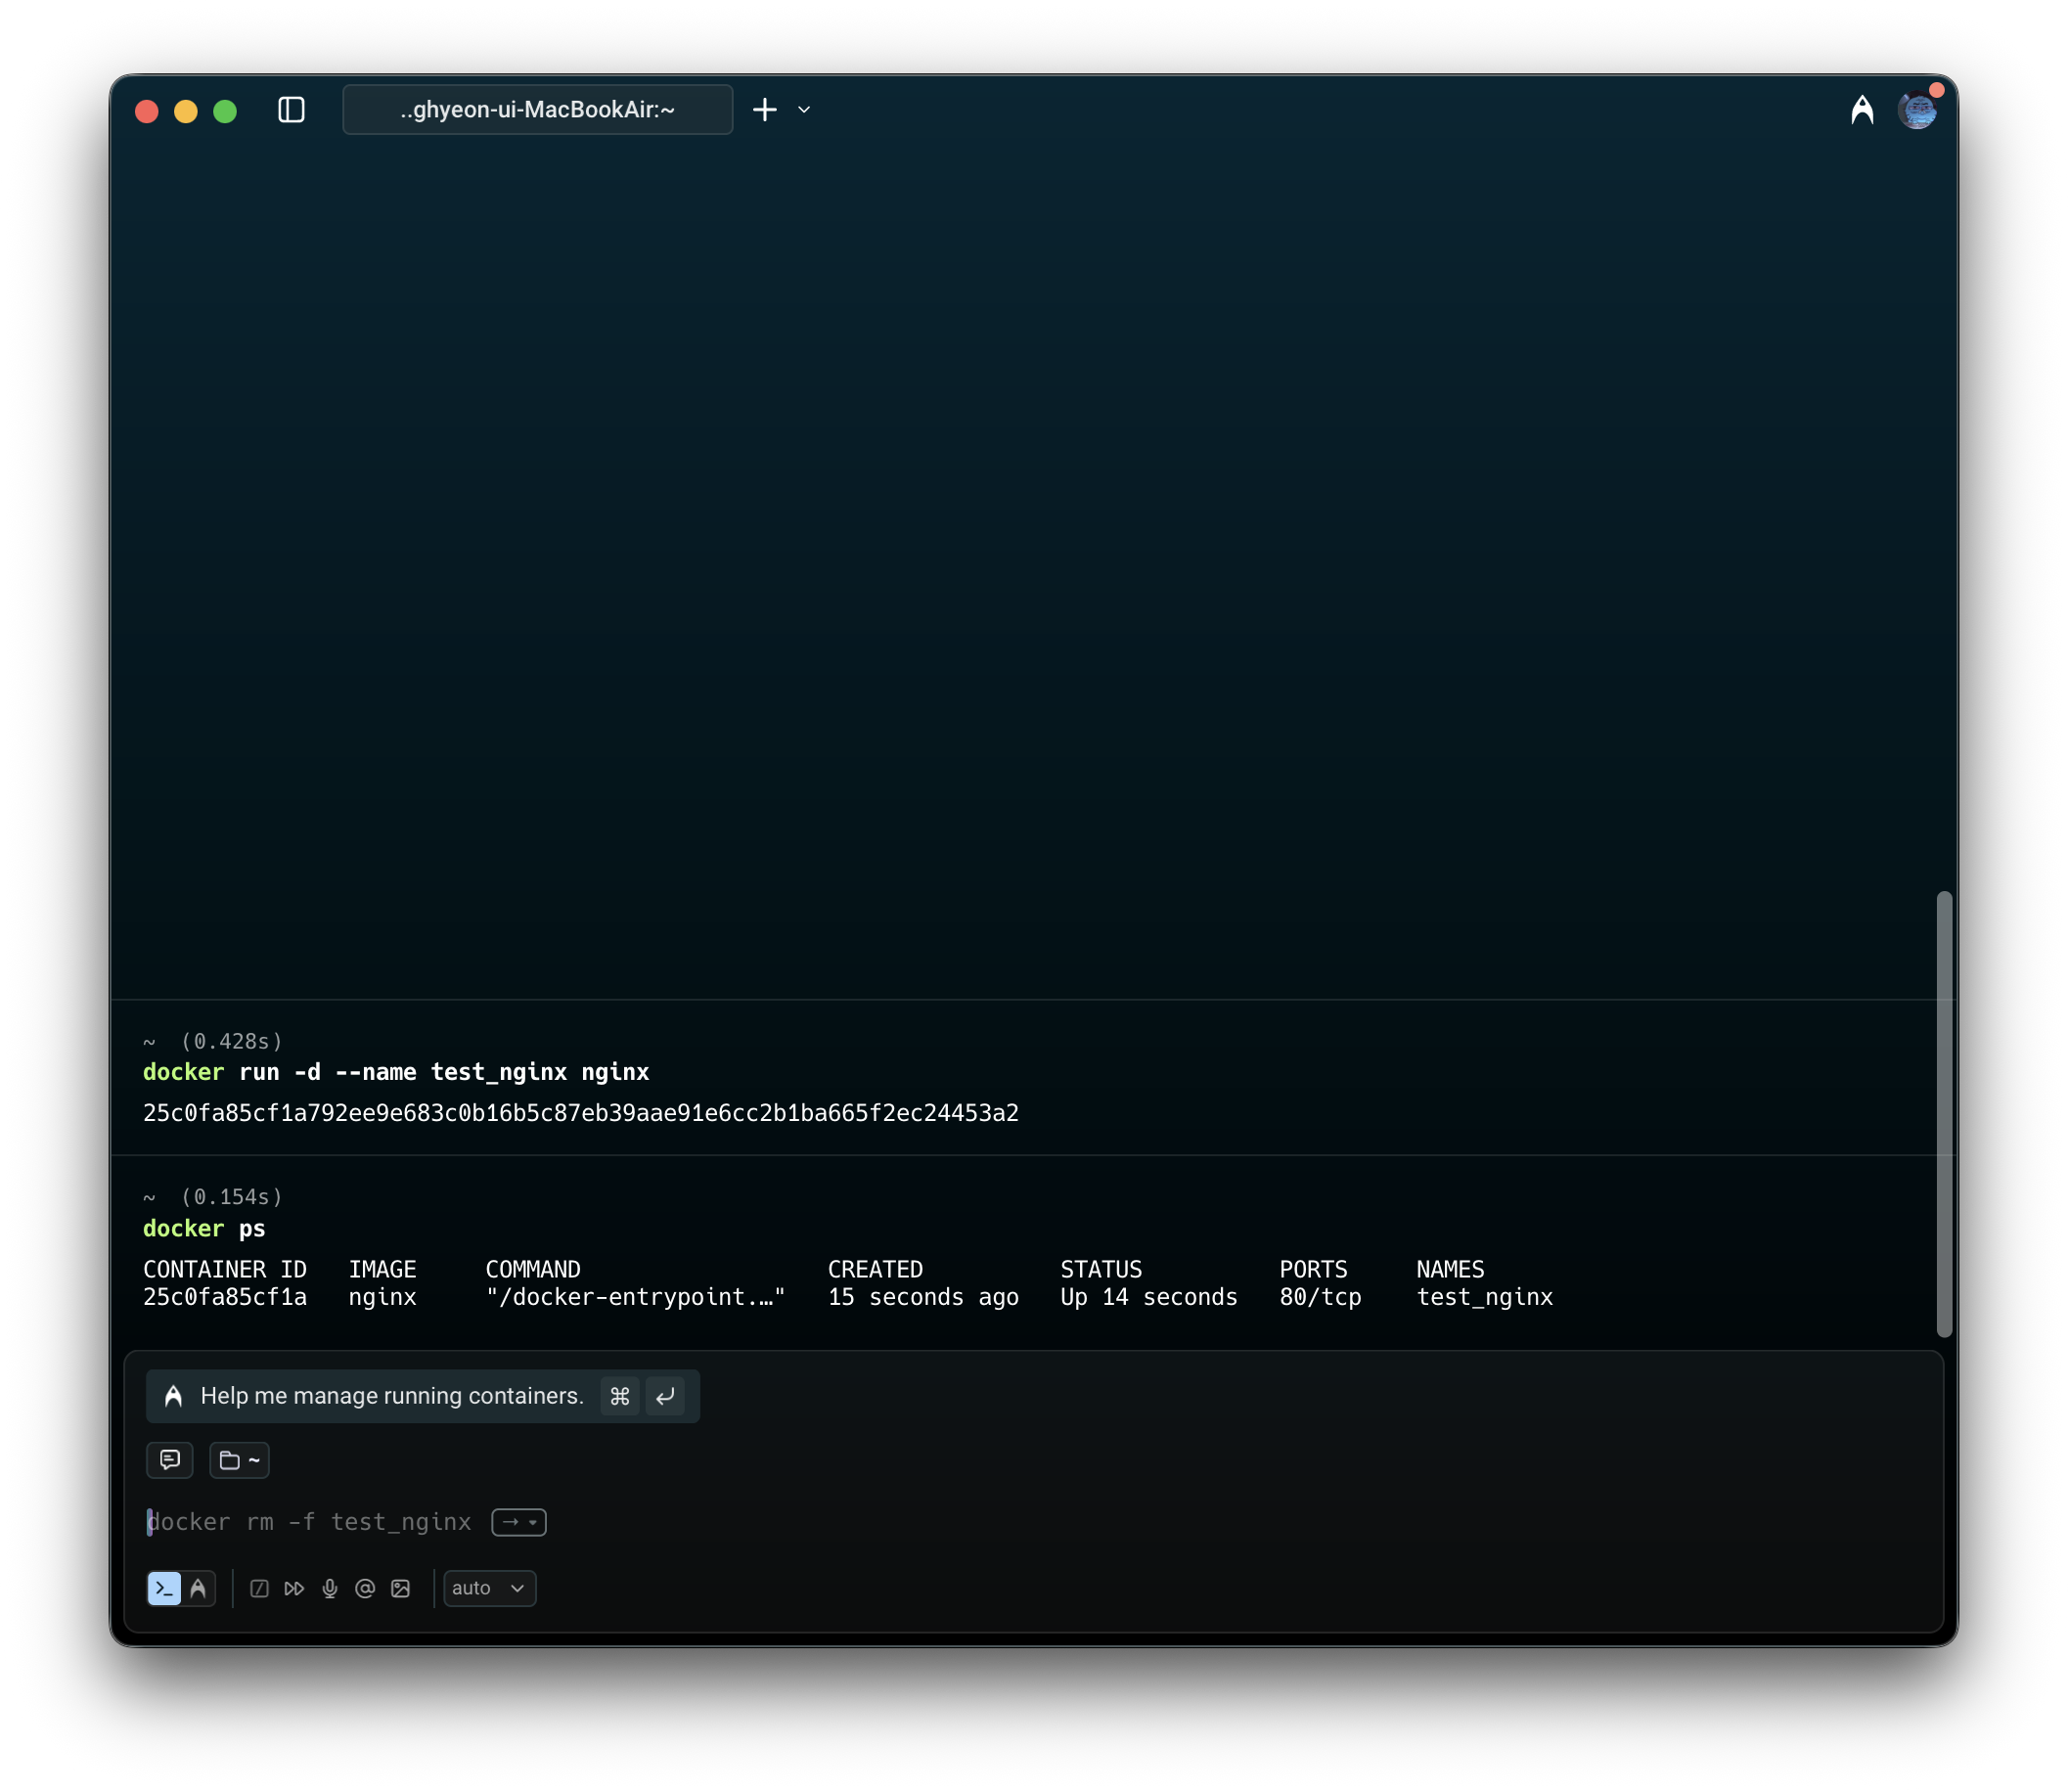 ..ghyeon-ui-MacBookAir:~
~ (0.428s)
docker run -d --name test_nginx nginx
25c0fa85cf1a792ee9e683c0b16b5c87eb39aae91e6cc2b1ba665f2ec24453a2
~ (0.154s)
docker ps
CONTAINER ID   IMAGE     COMMAND                  CREATED          STATUS          PORTS     NAMES
25c0fa85cf1a   nginx     "/docker-entrypoint.…"   15 seconds ago   Up 14 seconds   80/tcp    test_nginx
Help me manage running containers. ⌘ ↵
~
docker rm -f test_nginx →
auto